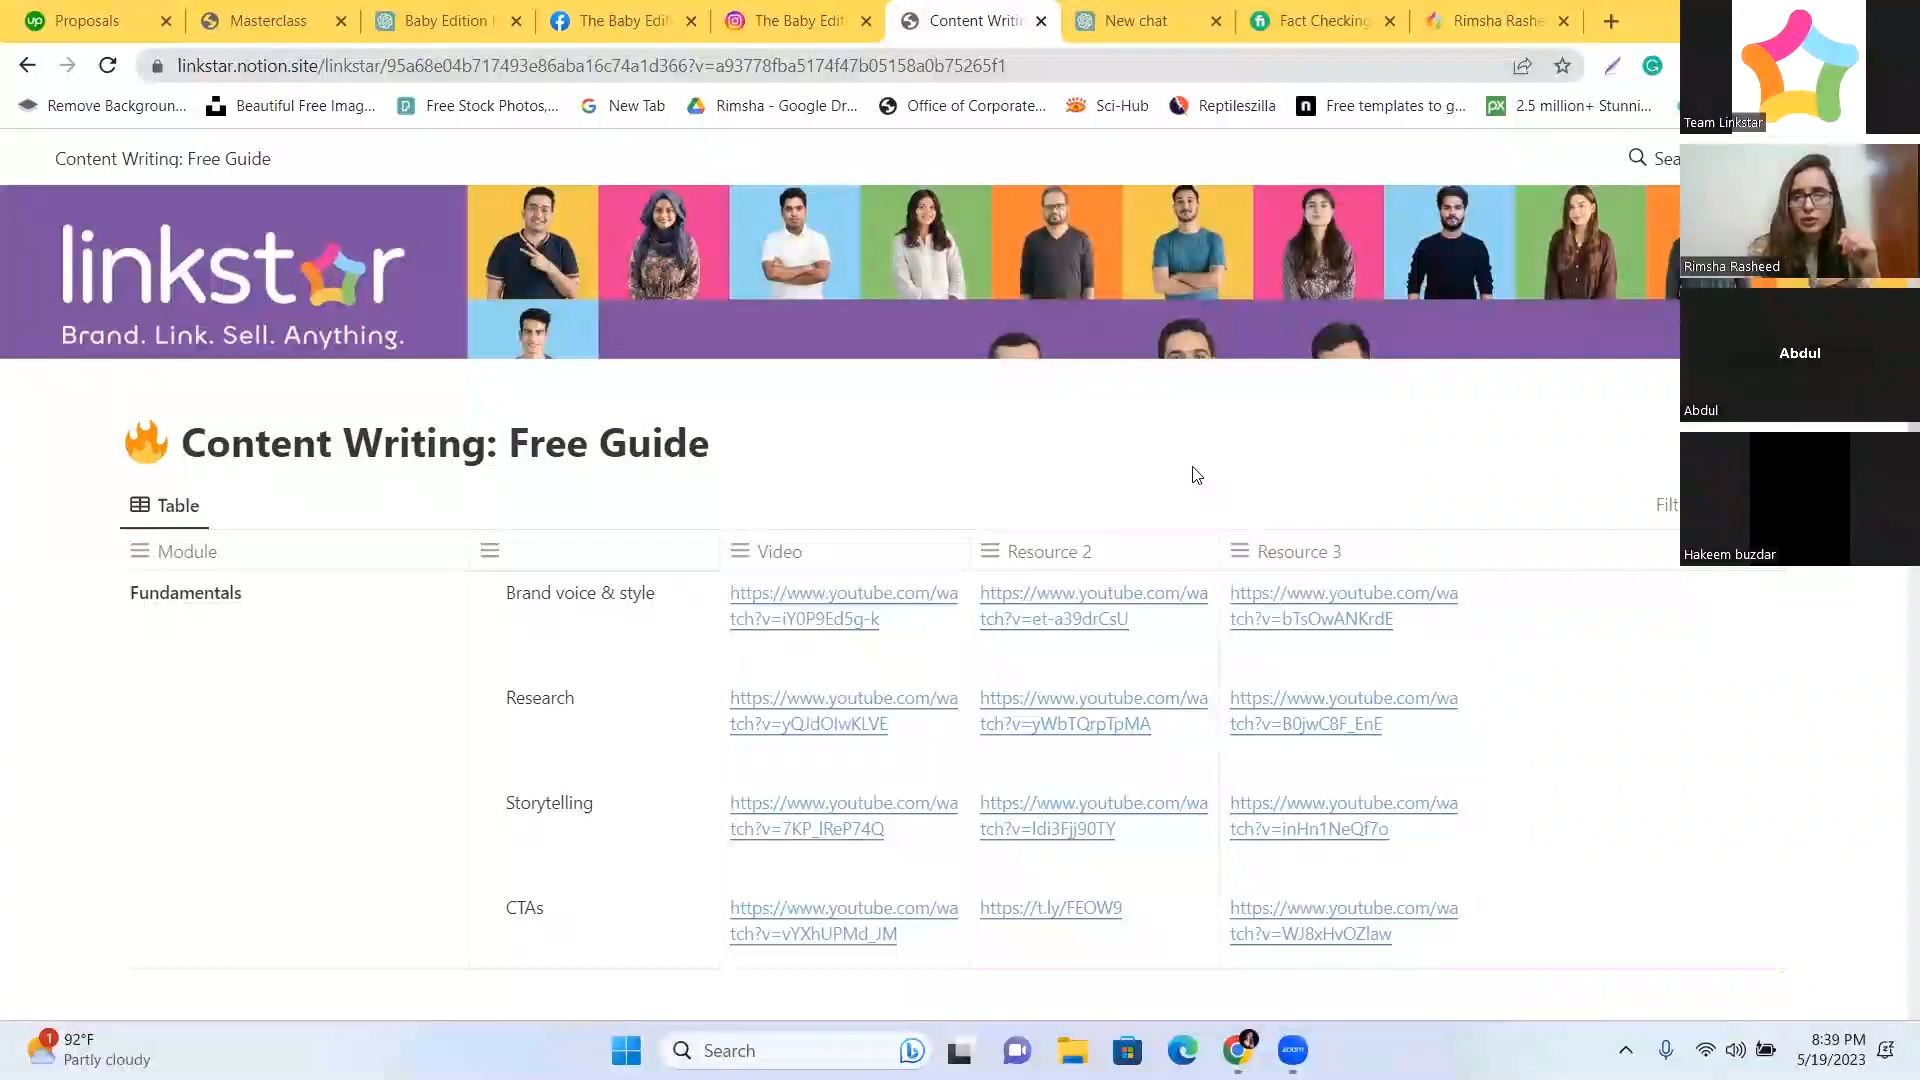 Proposals
Masterclass
Baby Edition
The Baby Edit
The Baby Edit
Content Writin
New chat
Fact Checking
Rimsha Rashe
linkstar.notion.site/linkstar/95a68e04b717493e86aba16c74a1d366?v=a93778fba5174f47b05158a0b75265f1
Remove Backgroun...
Beautiful Free Imag...
Free Stock Photos,...
New Tab
Rimsha - Google Dr...
Office of Corporate...
Sci-Hub
Reptileszilla
Free templates to g...
2.5 million+ Stunni...
Team Linkstar
Content Writing: Free Guide
Sea
linkstar
Brand. Link. Sell. Anything.
Rimsha Rasheed
Abdul
Abdul
Content Writing: Free Guide
Table
Filt
Hakeem buzdar
Module
Video
Resource 2
Resource 3
Fundamentals
Brand voice & style
https://www.youtube.com/wa
tch?v=iY0P9Ed5g-k
https://www.youtube.com/wa
tch?v=et-a39drCsU
https://www.youtube.com/wa
tch?v=bTsOwANKrdE
Research
https://www.youtube.com/wa
tch?v=yQJdOIwKLVE
https://www.youtube.com/wa
tch?v=yWbTQrpTpMA
https://www.youtube.com/wa
tch?v=B0jwC8F_EnE
Storytelling
https://www.youtube.com/wa
tch?v=7KP_lReP74Q
https://www.youtube.com/wa
tch?v=ldi3Fjj90TY
https://www.youtube.com/wa
tch?v=inHn1NeQf7o
CTAs
https://www.youtube.com/wa
tch?v=vYXhUPMd_JM
https://t.ly/FEOW9
https://www.youtube.com/wa
tch?v=WJ8xHvOZlaw
1
92°F
Partly cloudy
Search
zoom
8:39 PM
5/19/2023